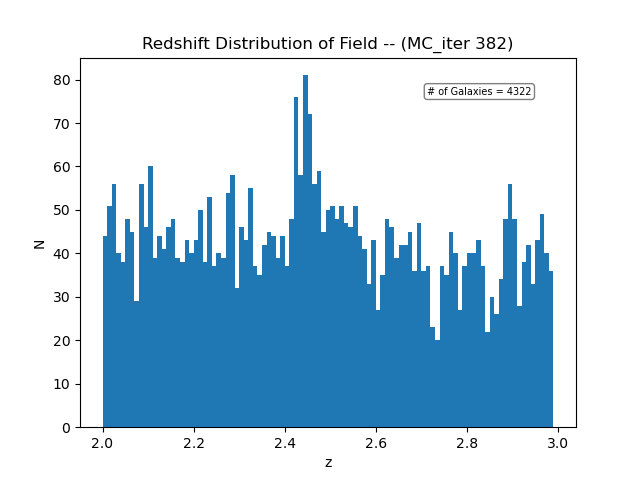 Redshift Distribution of Field -- (MC_iter 382)
# of Galaxies = 4322
80
70
60
50
40
30
20
10
0
N
2.0 2.2 2.4 2.6 2.8 3.0
z